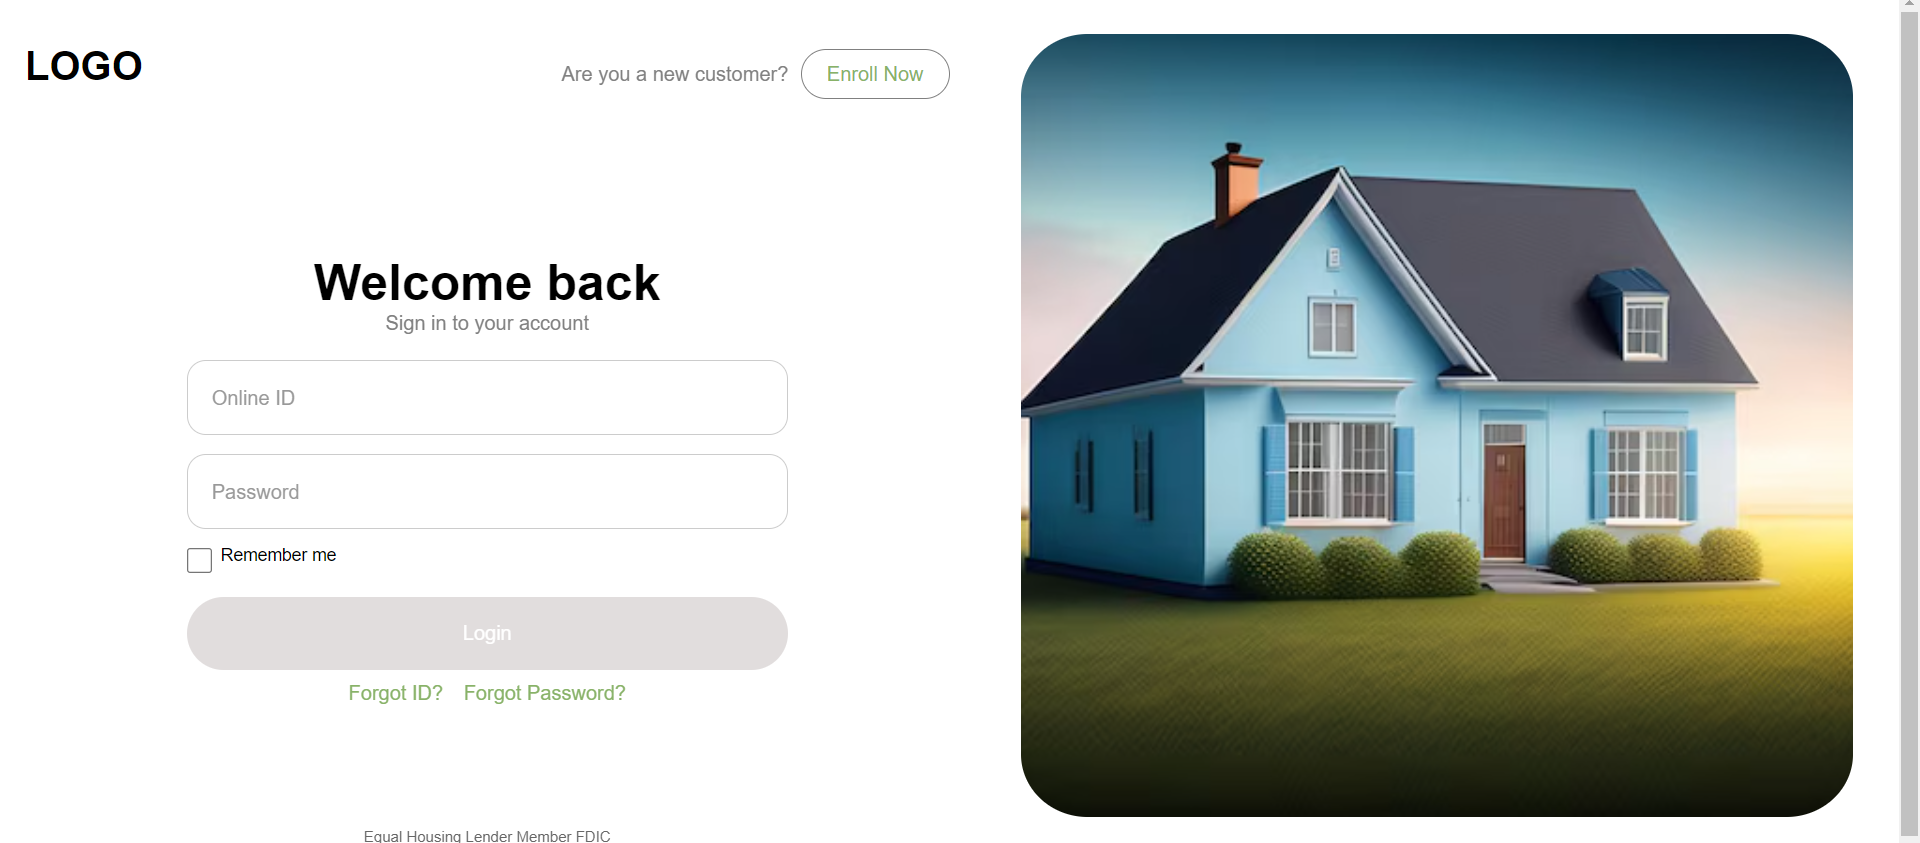 LOGO
Are you a new customer? Enroll Now
Welcome back
Sign in to your account
Online ID
Password
Remember me
Login
Forgot ID? Forgot Password?
Equal Housing Lender Member FDIC